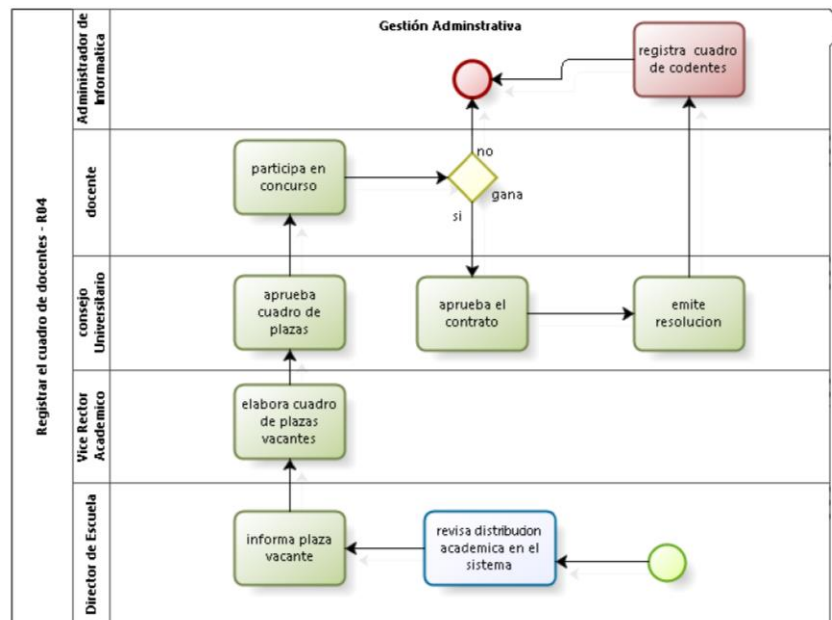 Gestión Adminstrativa
Registrar el cuadro de docentes - R04
Administrador de
Informatica
registra cuadro
de codentes
docente
participa en
concurso
no
gana
si
consejo
Universitario
aprueba
cuadro de
plazas
aprueba el
contrato
emite
resolucion
Vice Rector
Academico
elabora cuadro
de plazas
vacantes
Director de Escuela
informa plaza
vacante
revisa distribucion
academica en el
sistema